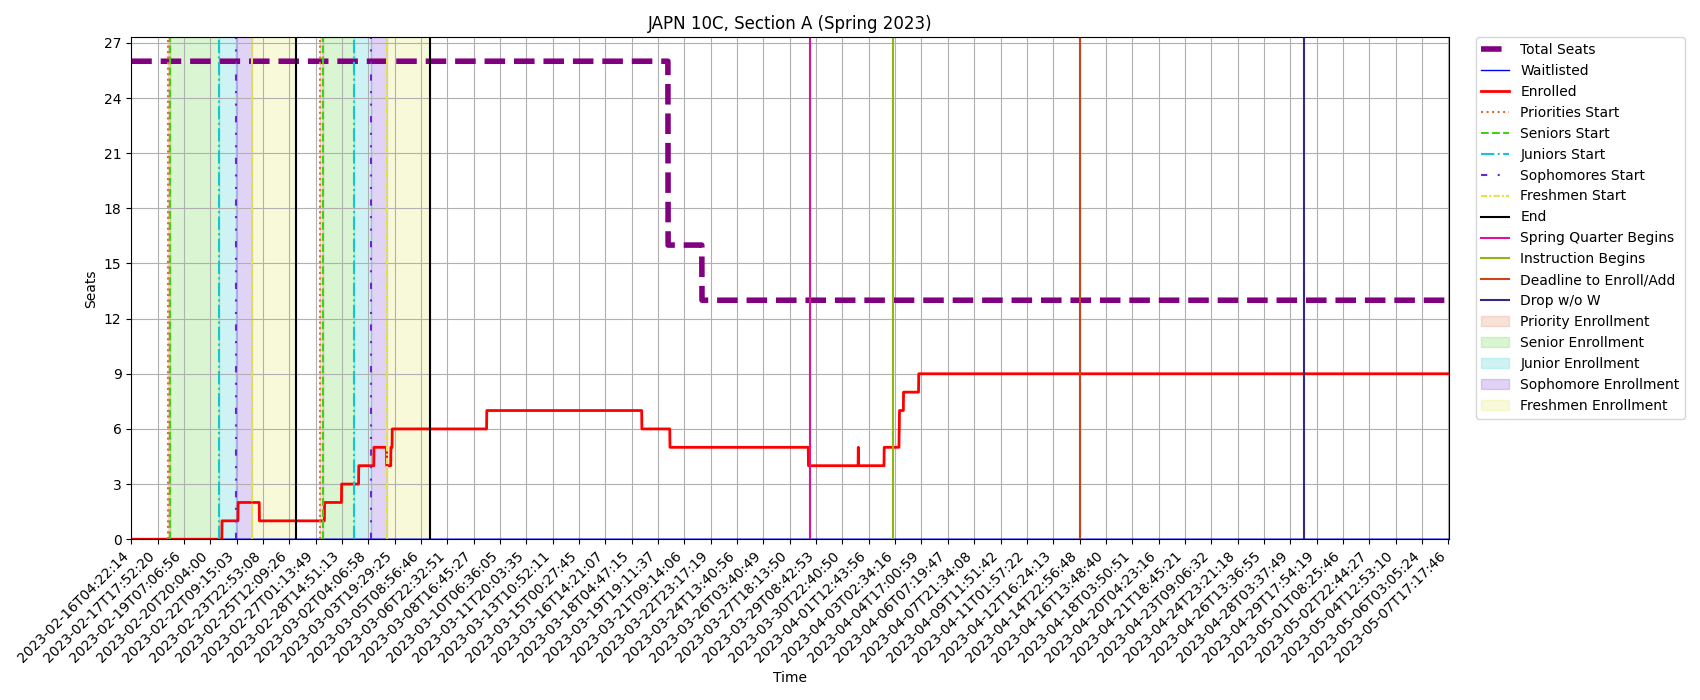 JAPN 10C, Section A (Spring 2023)
27
24
21
18
15
12
9
6
3
0
Seats
2023-02-16T04:22:14
2023-02-17T17:52:20
2023-02-19T07:06:56
2023-02-20T20:04:00
2023-02-22T09:15:03
2023-02-23T22:53:08
2023-02-25T12:09:26
2023-02-27T01:13:49
2023-02-28T14:51:13
2023-03-02T04:06:58
2023-03-03T19:29:25
2023-03-05T08:56:46
2023-03-06T22:32:51
2023-03-08T16:45:27
2023-03-10T06:36:05
2023-03-11T20:03:35
2023-03-13T10:52:11
2023-03-15T00:27:45
2023-03-16T14:21:07
2023-03-18T04:47:15
2023-03-19T19:11:37
2023-03-21T09:14:06
2023-03-22T23:17:19
2023-03-24T13:40:56
2023-03-26T03:40:49
2023-03-27T18:13:50
2023-03-29T08:42:53
2023-03-30T22:40:50
2023-04-01T12:43:56
2023-04-03T02:34:16
2023-04-04T17:00:59
2023-04-06T07:19:47
2023-04-07T21:34:08
2023-04-09T11:51:42
2023-04-11T01:57:22
2023-04-12T16:24:13
2023-04-14T22:56:48
2023-04-16T13:48:40
2023-04-18T03:50:51
2023-04-20T04:23:16
2023-04-21T18:45:21
2023-04-23T09:06:32
2023-04-24T23:21:18
2023-04-26T13:36:55
2023-04-28T03:37:49
2023-04-29T17:54:19
2023-05-01T08:25:46
2023-05-02T22:44:27
2023-05-04T12:53:10
2023-05-06T03:05:24
2023-05-07T17:17:46
Time
Total Seats
Waitlisted
Enrolled
Priorities Start
Seniors Start
Juniors Start
Sophomores Start
Freshmen Start
End
Spring Quarter Begins
Instruction Begins
Deadline to Enroll/Add
Drop w/o W
Priority Enrollment
Senior Enrollment
Junior Enrollment
Sophomore Enrollment
Freshmen Enrollment